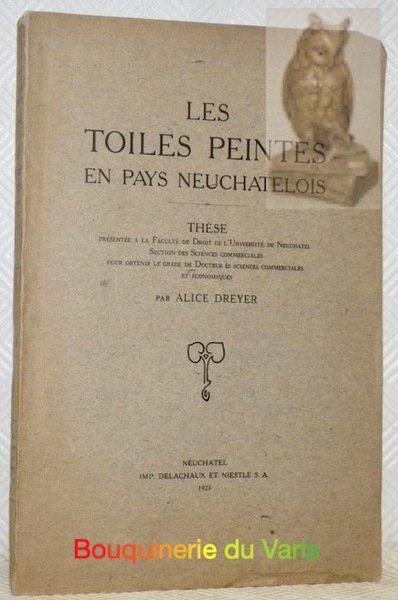 LES
TOILES PEINTES
EN PAYS NEUCHATELOIS
THÈSE
PRÉSENTÉE A LA FACULTÉ DE DROIT DE L'UNIVERSITÉ DE NEUCHATEL
SECTION DES SCIENCES COMMERCIALES
POUR OBTENIR LE GRADE DE DOCTEUR ÈS SCIENCES COMMERCIALES
ET ÉCONOMIQUES
PAR ALICE DREYER
NEUCHATEL
IMP. DELACHAUX ET NIESTLÉ S. A.
1923
Bouquinerie du Varis